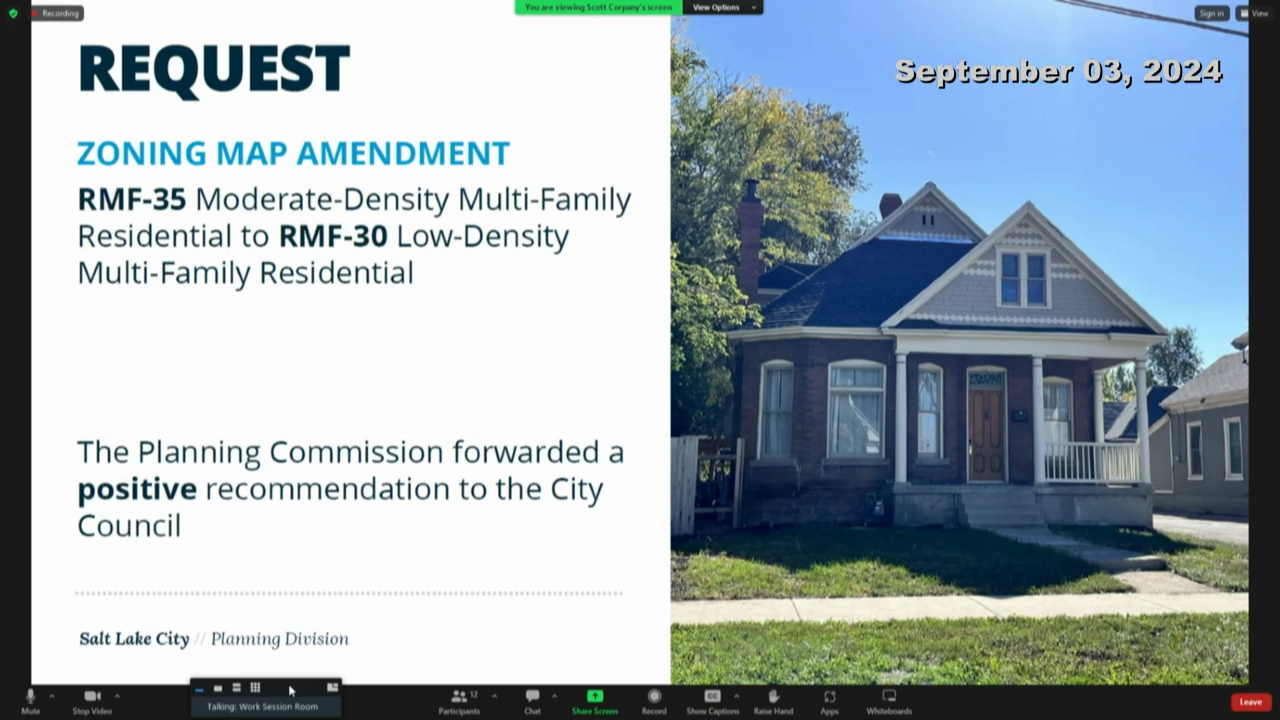 Recording
You are viewing Scott Corpany's screen
View Options
Sign in
View
REQUEST
September 03, 2024
ZONING MAP AMENDMENT
RMF-35 Moderate-Density Multi-Family
Residential to RMF-30 Low-Density
Multi-Family Residential
The Planning Commission forwarded a
positive recommendation to the City
Council
Salt Lake City // Planning Division
Talking: Work Session Room
Mute
Stop Video
Participants
12
Chat
Share Screen
Record
CC
Show Captions
Raise Hand
Apps
Whiteboards
Leave